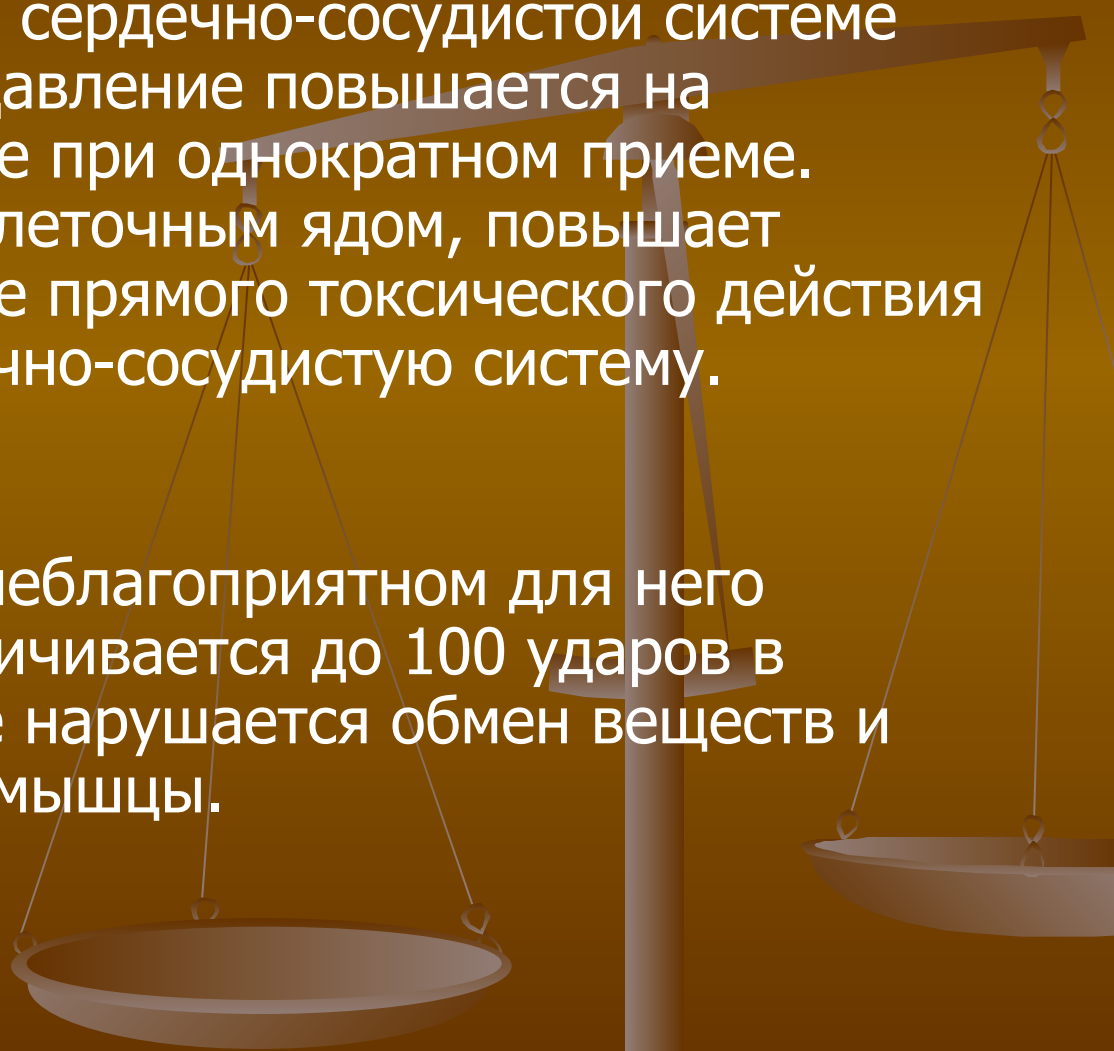 сердечно-сосудистой системе
давление повышается на
е при однократном приеме.
леточным ядом, повышает
е прямого токсического действия
чно-сосудистую систему.
неблагоприятном для него
ичивается до 100 ударов в
е нарушается обмен веществ и
мышцы.